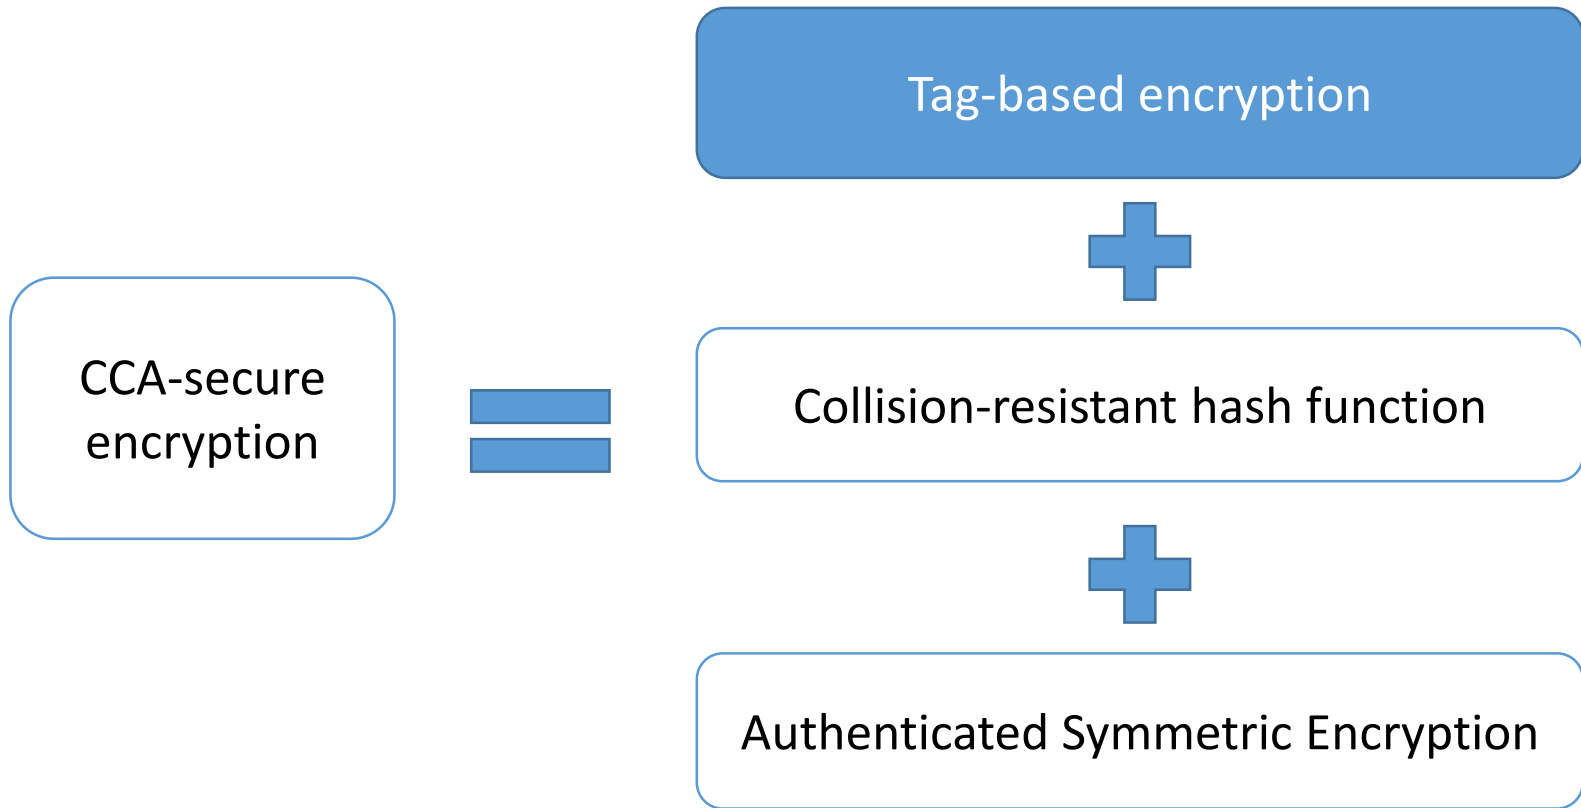 Tag-based encryption
CCA-secure
encryption
Collision-resistant hash function
Authenticated Symmetric Encryption